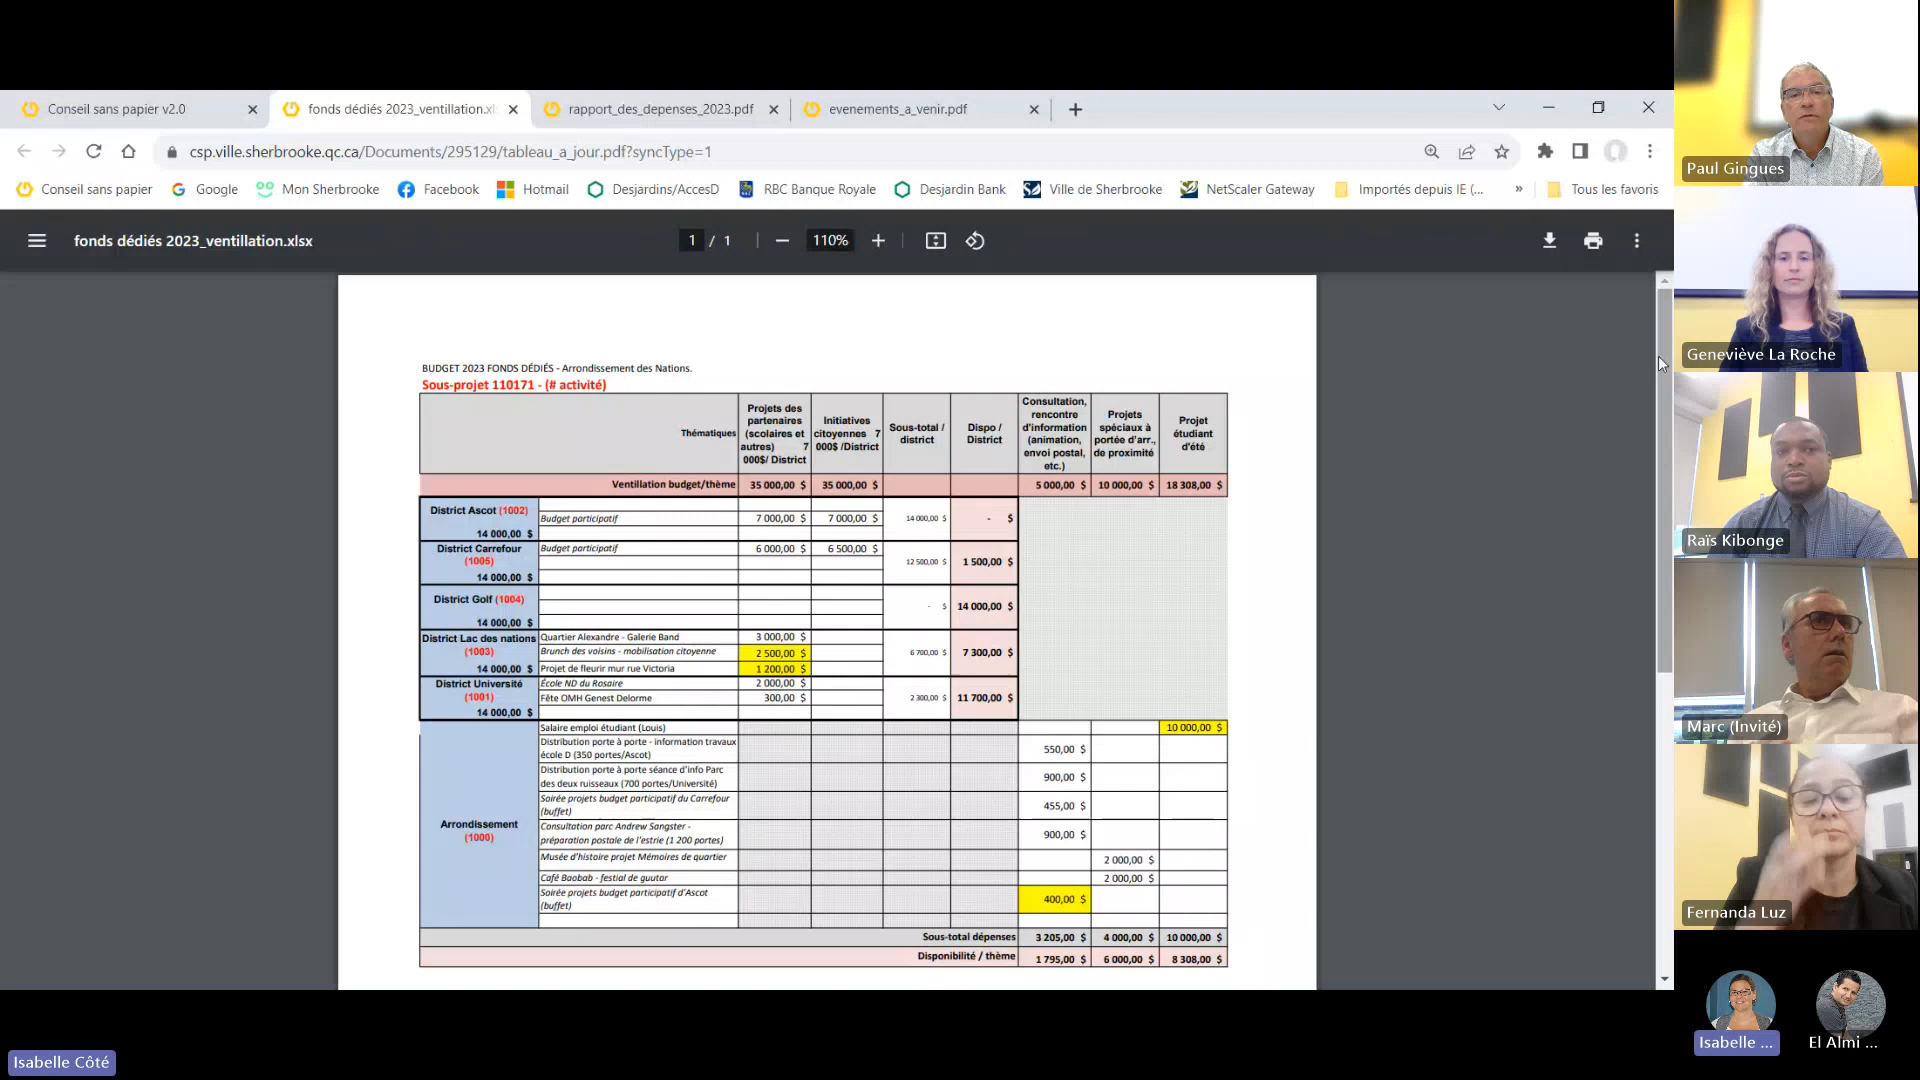 Conseil sans papier v2.0
fonds dédiés 2023_ventillation.xl
rapport_des_depenses_2023.pdf
evenements_a_venir.pdf
csp.ville.sherbrooke.qc.ca/Documents/295129/tableau_a_jour.pdf?syncType=1
Conseil sans papier
Google
Mon Sherbrooke
Facebook
Hotmail
Desjardins/AccesD
RBC Banque Royale
Desjardin Bank
Ville de Sherbrooke
NetScaler Gateway
Importés depuis IE (...
»
Tous les favoris
fonds dédiés 2023_ventillation.xlsx
1 / 1
110%
BUDGET 2023 FONDS DÉDIÉS - Arrondissement des Nations.
Sous-projet 110171 - (# activité)
Thématiques
Projets des
partenaires
(scolaires et
autres) 7
000$/ District
Initiatives
citoyennes 7
000$ /District
Sous-total /
district
Dispo /
District
Consultation,
rencontre
d'information
(animation,
envoi postal,
etc.)
Projets
spéciaux à
portée d'arr.,
de proximité
Projet
étudiant
d'été
Ventillation budget/thème 35 000,00 $ 35 000,00 $ 5 000,00 $ 10 000,00 $ 18 308,00 $
District Ascot (1002)
14 000,00 $
Budget participatif 7 000,00 $ 7 000,00 $ 14 000,00 $ - $
District Carrefour
(1005)
14 000,00 $
Budget participatif 6 000,00 $ 6 500,00 $
12 500,00 $ 1 500,00 $
District Golf (1004)
14 000,00 $
- $ 14 000,00 $
District Lac des nations
(1003)
14 000,00 $
Quartier Alexandre - Galerie Band 3 000,00 $
Brunch des voisins - mobilisation citoyenne 2 500,00 $
Projet de fleurir mur rue Victoria 1 200,00 $
6 700,00 $ 7 300,00 $
District Université
(1001)
14 000,00 $
École ND du Rosaire 2 000,00 $
Fête OMH Genest Delorme 300,00 $
2 300,00 $ 11 700,00 $
Arrondissement
(1000)
Salaire emploi étudiant (Louis) 10 000,00 $
Distribution porte à porte - information travaux
école D (350 portes/Ascot) 550,00 $
Distribution porte à porte séance d'info Parc
des deux ruisseaux (700 portes/Université) 900,00 $
Soirée projets budget participatif du Carrefour
(buffet) 455,00 $
Consultation parc Andrew Sangster -
préparation postale de l'estrie (1 200 portes) 900,00 $
Musée d'histoire projet Mémoires de quartier 2 000,00 $
Café Baobab - festial de guutar 2 000,00 $
Soirée projets budget participatif d'Ascot
(buffet) 400,00 $
Sous-total dépenses 3 205,00 $ 4 000,00 $ 10 000,00 $
Disponibilité / thème 1 795,00 $ 6 000,00 $ 8 308,00 $
Paul Gingues
Geneviève La Roche
Raïs Kibonge
Marc (Invité)
Fernanda Luz
Isabelle ...
El Almi ...
Isabelle Côté